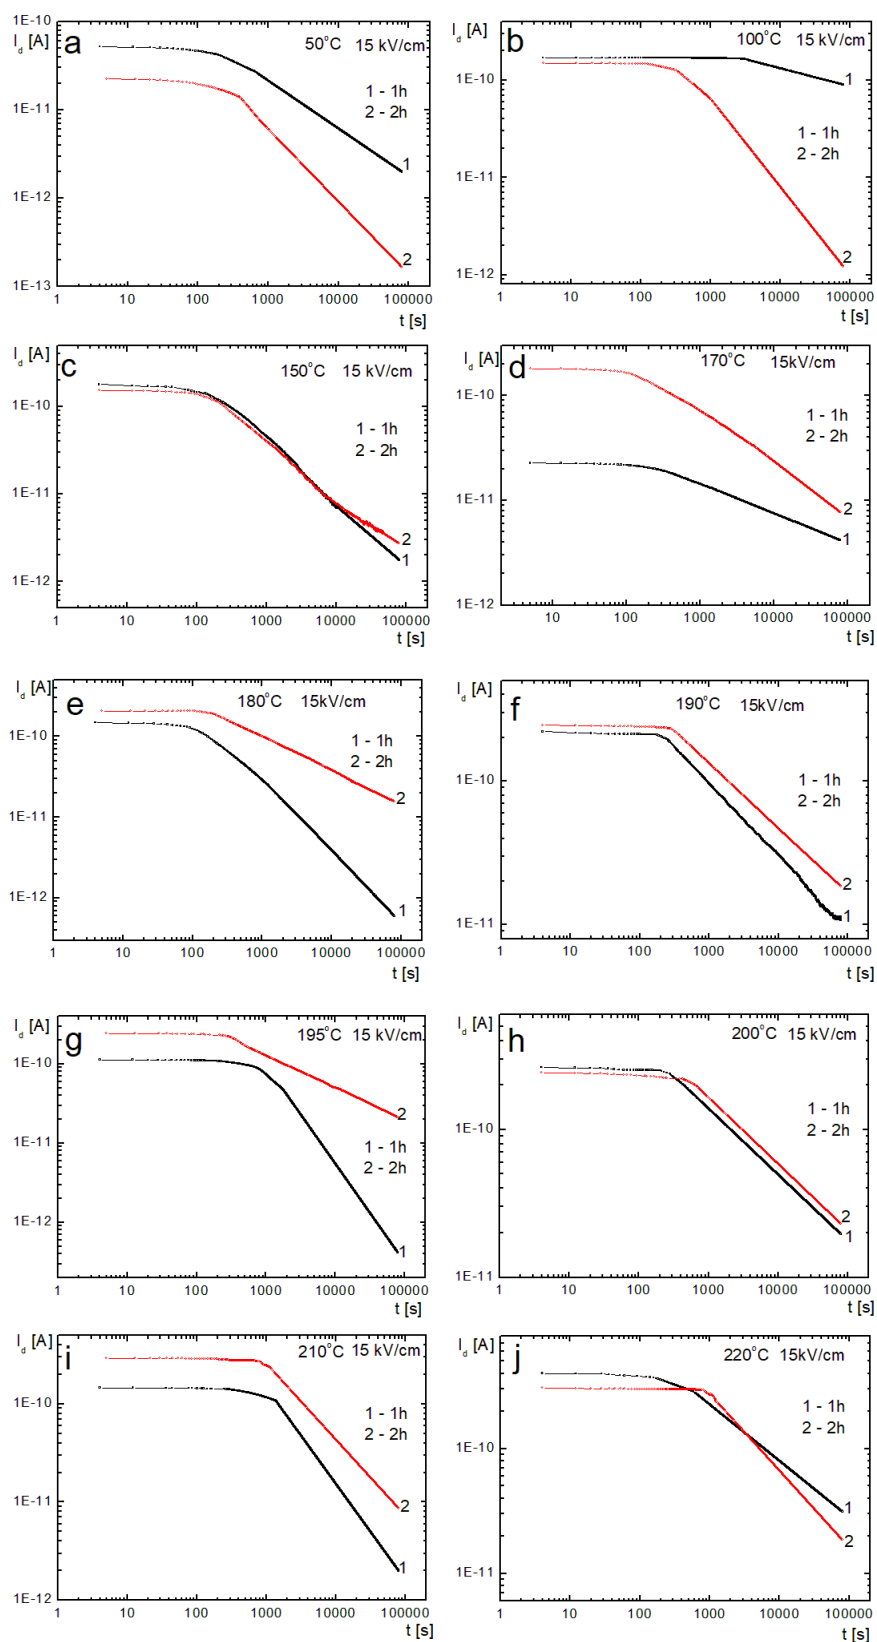 a
50°C 15 kV/cm
I_d [A]
1E-10
1E-11
1E-12
1E-13
1 - 1h
2 - 2h
1
2
1 10 100 1000 10000 100000
t [s]
b
100°C 15 kV/cm
I_d [A]
1E-10
1E-11
1E-12
1
1 - 1h
2 - 2h
2
1 10 100 1000 10000 100000
t [s]
c
150°C 15 kV/cm
I_d [A]
1E-10
1E-11
1E-12
1 - 1h
2 - 2h
2
1
1 10 100 1000 10000 100000
t [s]
d
170°C 15kV/cm
I_d [A]
1E-10
1E-11
1E-12
1 - 1h
2 - 2h
2
1
10 100 1000 10000 100000
t [s]
e
180°C 15kV/cm
I_d [A]
1E-10
1E-11
1E-12
1 - 1h
2 - 2h
2
1
1 10 100 1000 10000 100000
t [s]
f
190°C 15kV/cm
I_d [A]
1E-10
1E-11
1 - 1h
2 - 2h
2
1
1 10 100 1000 10000 100000
t [s]
g
195°C 15 kV/cm
I_d [A]
1E-10
1E-11
1E-12
2
1 - 1h
2 - 2h
1
1 10 100 1000 10000 100000
t [s]
h
200°C 15 kV/cm
I_d [A]
1E-10
1E-11
1 - 1h
2 - 2h
2
1
1 10 100 1000 10000 100000
t [s]
i
210°C 15 kV/cm
I_d [A]
1E-10
1E-11
1E-12
1 - 1h
2 - 2h
2
1
1 10 100 1000 10000 100000
t [s]
j
220°C 15kV/cm
I_d [A]
1E-10
1E-11
1 - 1h
2 - 2h
1
2
1 10 100 1000 10000 100000
t [s]